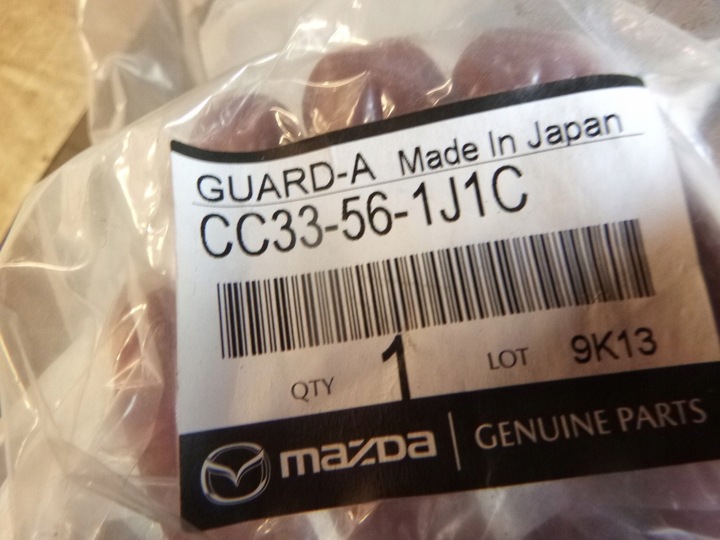 GUARD-A Made In Japan
CC33-56-1J1C
QTY 1 LOT 9K13
mazda | GENUINE PARTS